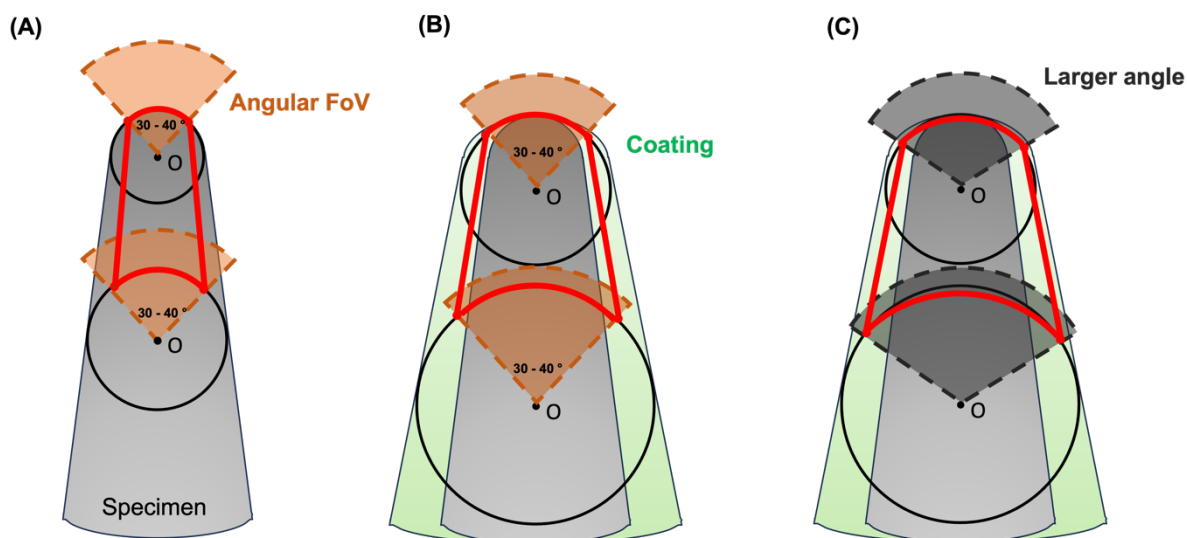 (A)
Angular FoV
30 - 40 °
O
30 - 40 °
O
Specimen
(B)
Coating
30 - 40 °
O
30 - 40 °
O
(C)
Larger angle
O
O